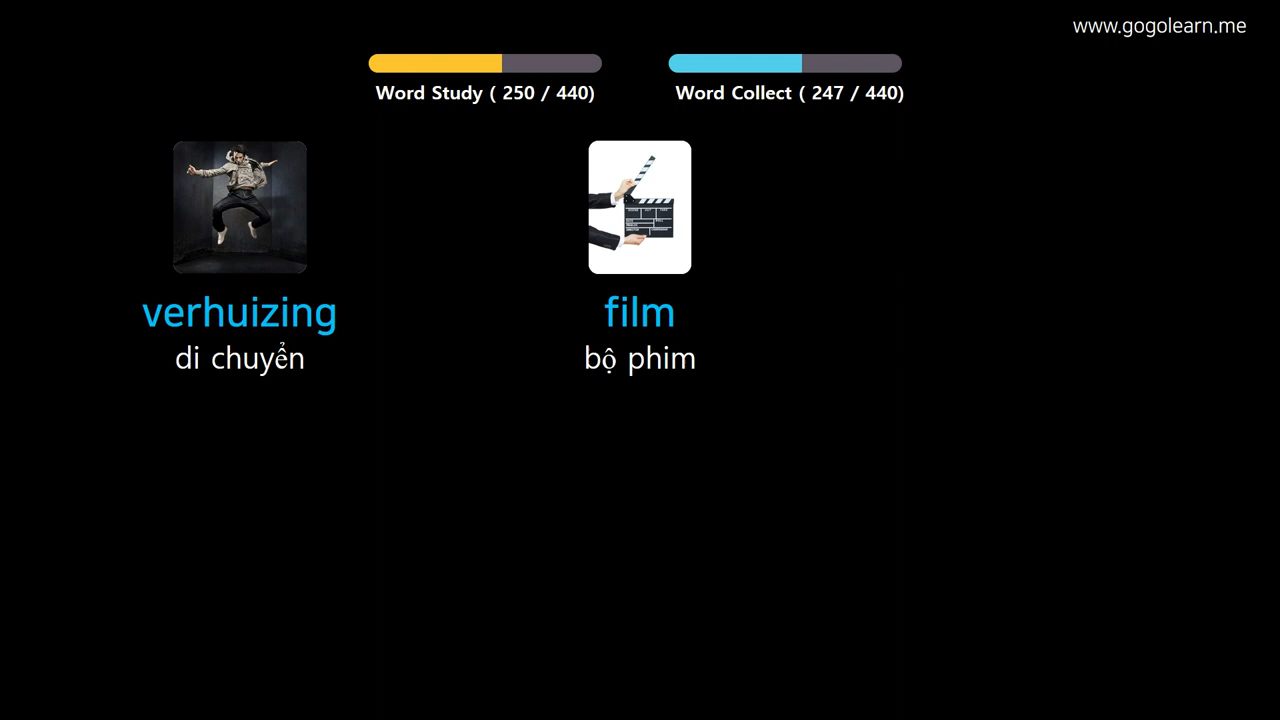 www.gogolearn.me
Word Study ( 250 / 440)
Word Collect ( 247 / 440)
verhuizing
di chuyển
film
bộ phim